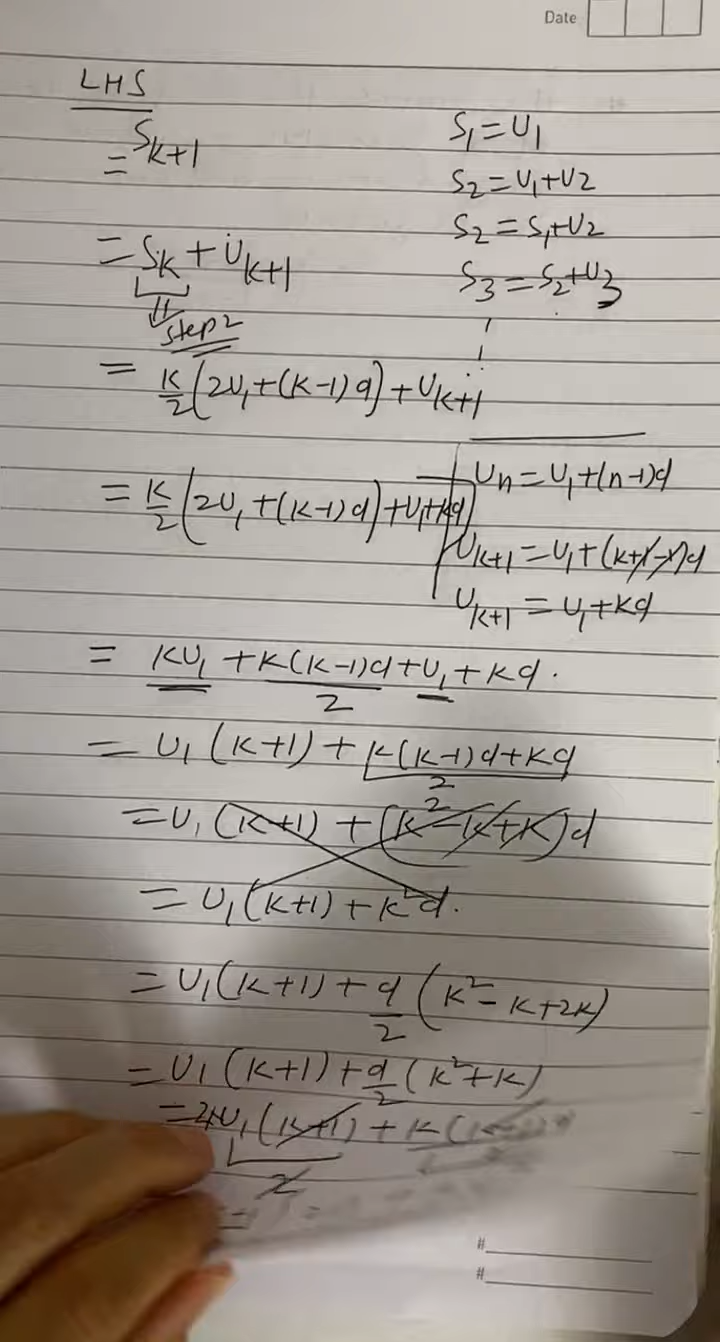 Date
LHS
= S_{k+1}
S_1 = U_1
S_2 = U_1 + U_2
S_2 = S_1 + U_2
S_3 = S_2 + U_3
= S_k + U_{k+1}
step 2
= k/2 (2U_1 + (k-1)d) + U_{k+1}
U_n = U_1 + (n-1)d
= k/2 (2U_1 + (k-1)d) + U_1 + kd
U_{k+1} = U_1 + (k+1-1)d
U_{k+1} = U_1 + kd
= kU_1 + k(k-1)d/2 + U_1 + kd.
= U_1 (k+1) + k(k-1)d/2 + kd
= U_1 (k+1) + (k^2 - k + k)d
= U_1 (k+1) + k^2 d.
= U_1 (k+1) + d/2 (k^2 - k + 2k)
= U_1 (k+1) + d/2 (k^2 + k)
U_1 (k+1) + k
2
#
#